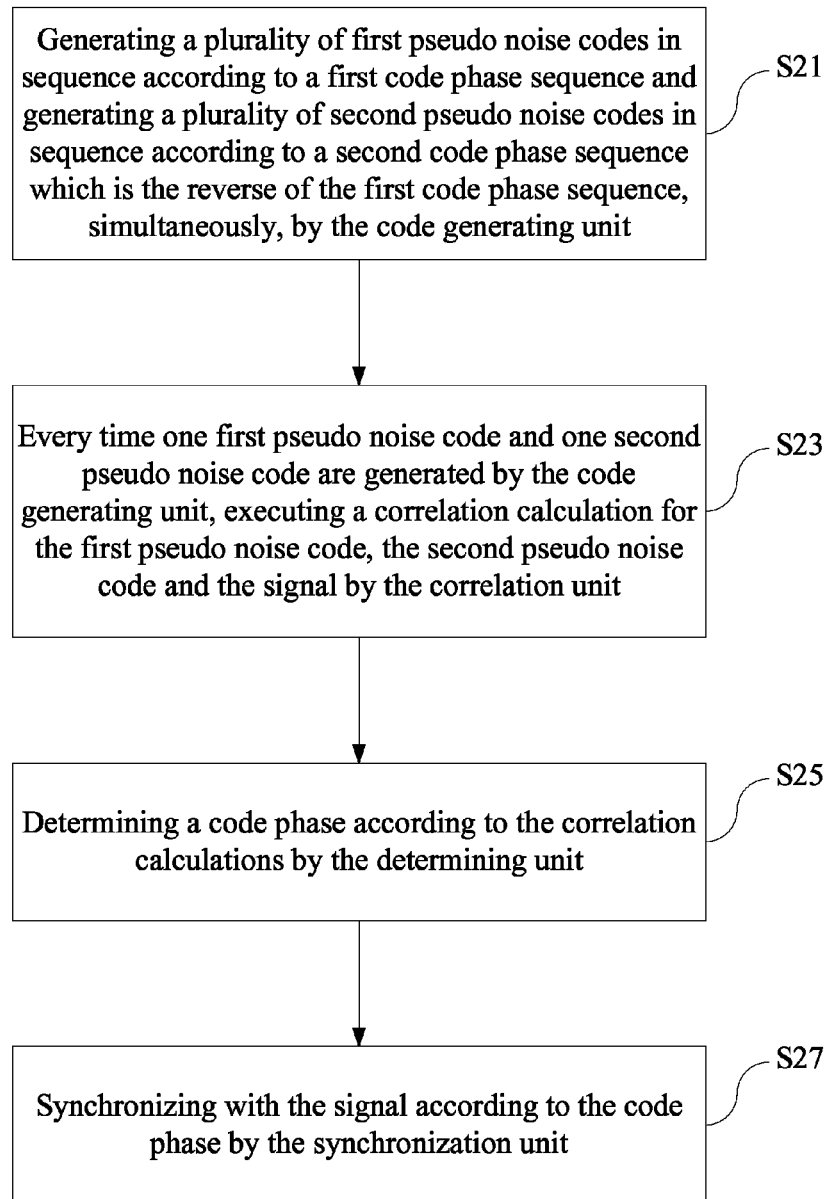 Generating a plurality of first pseudo noise codes in
sequence according to a first code phase sequence and
generating a plurality of second pseudo noise codes in
sequence according to a second code phase sequence
which is the reverse of the first code phase sequence,
simultaneously, by the code generating unit
S21
Every time one first pseudo noise code and one second
pseudo noise code are generated by the code
generating unit, executing a correlation calculation for
the first pseudo noise code, the second pseudo noise
code and the signal by the correlation unit
S23
Determining a code phase according to the correlation
calculations by the determining unit
S25
Synchronizing with the signal according to the code
phase by the synchronization unit
S27